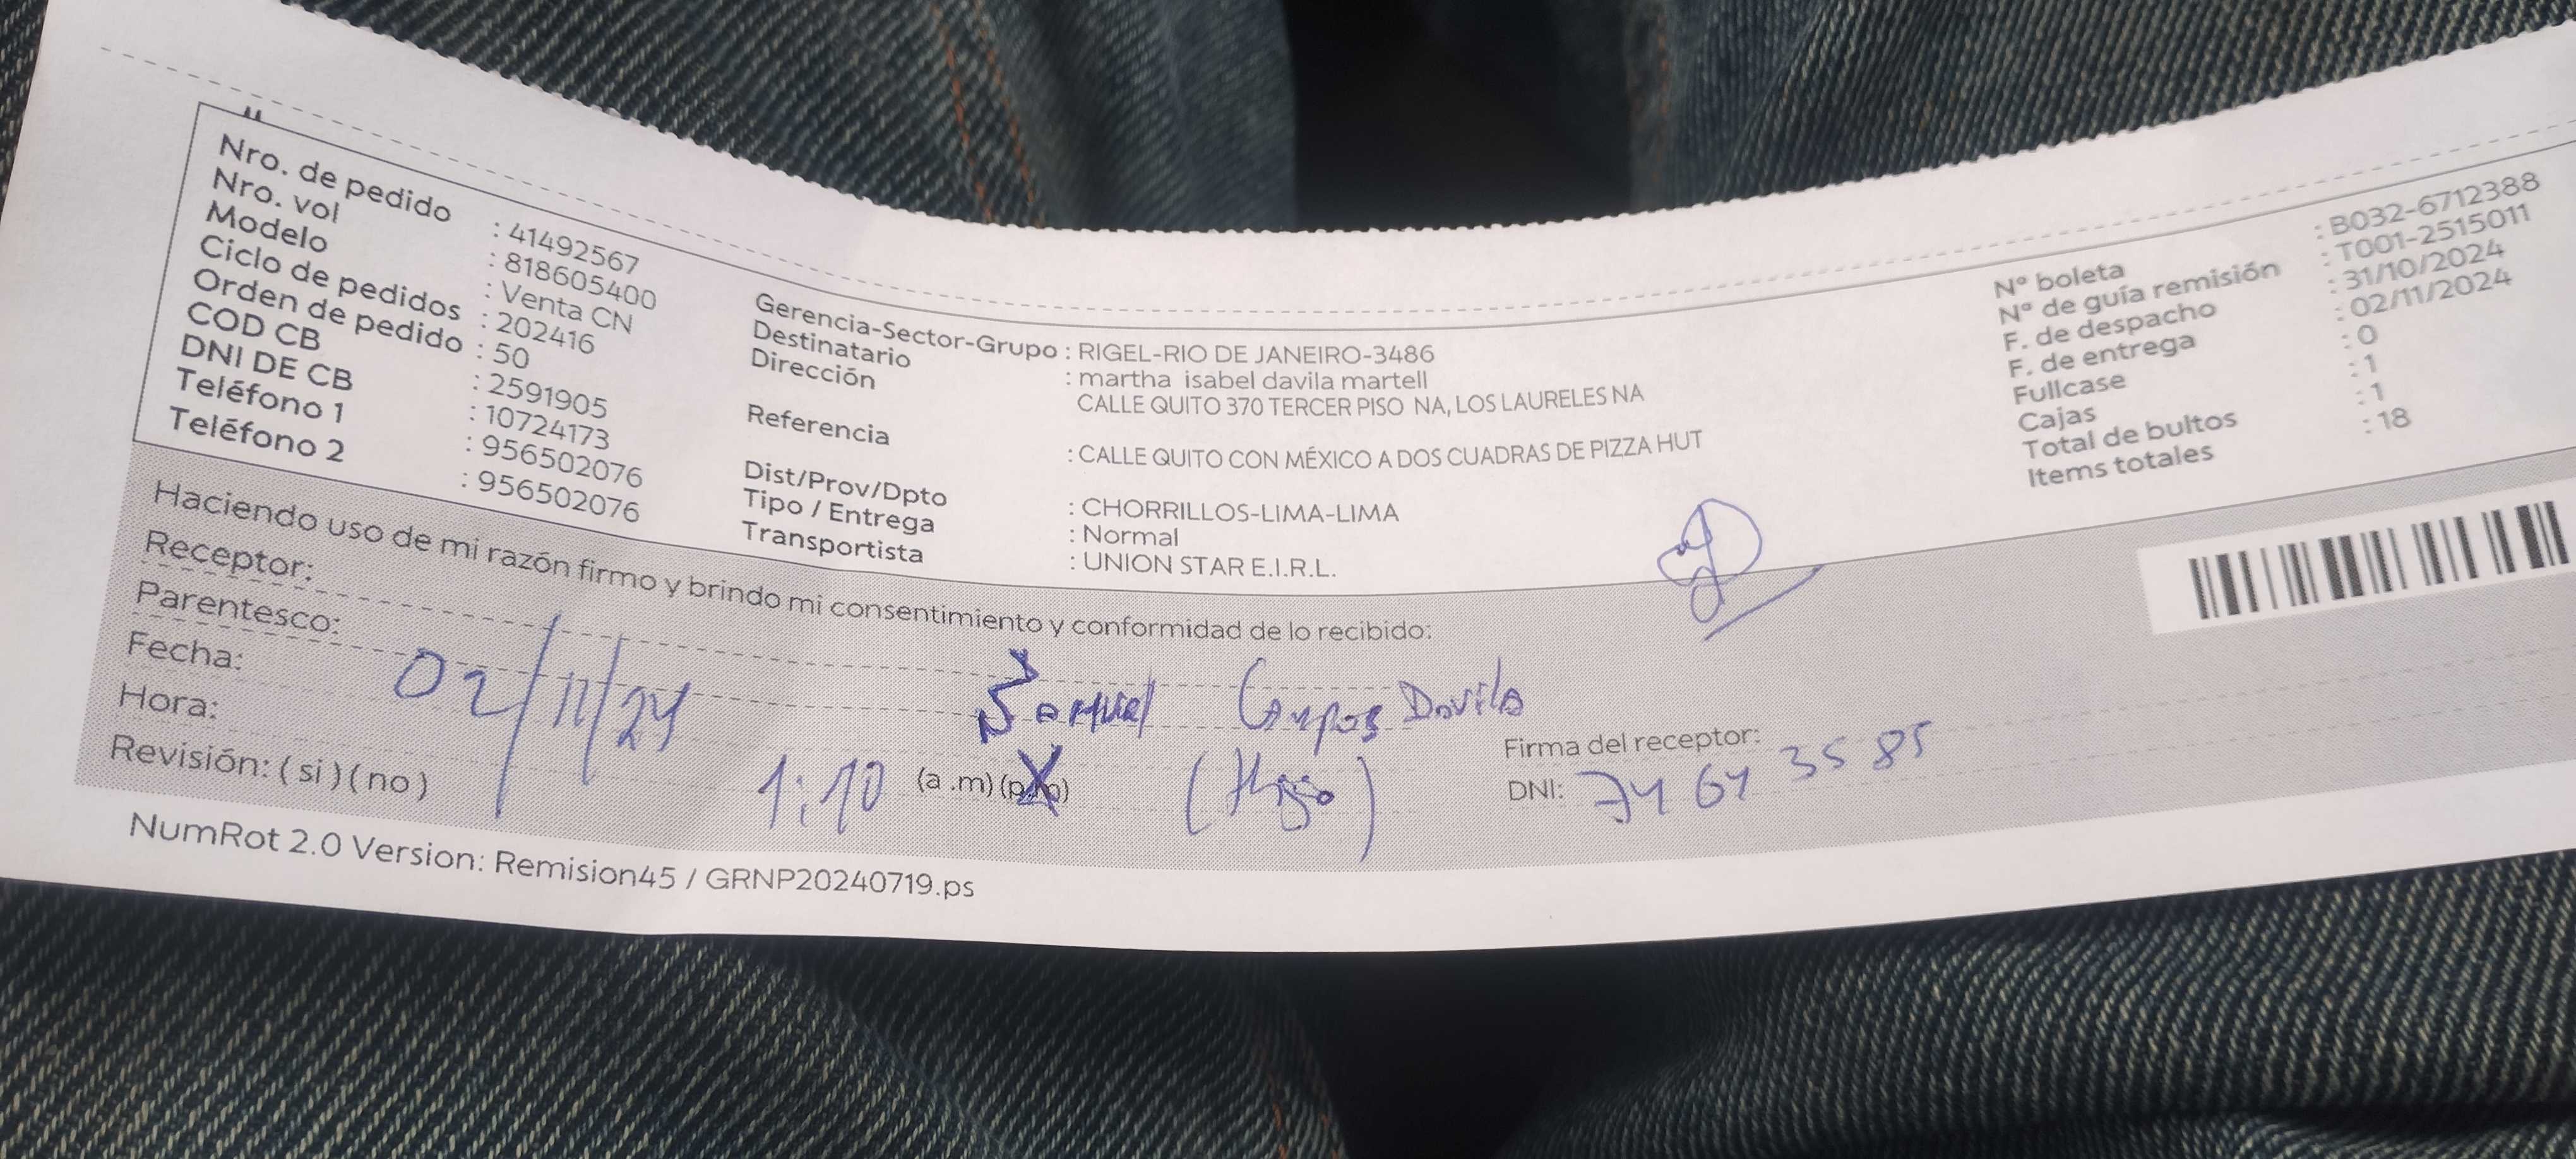 Nro. de pedido : 41492567
Nro. vol : 818605400
Modelo : Venta CN
Ciclo de pedidos : 202416
Orden de pedido : 50
COD CB : 2591905
DNI DE CB : 10724173
Teléfono 1 : 956502076
Teléfono 2 : 956502076
Gerencia-Sector-Grupo : RIGEL-RIO DE JANEIRO-3486
Destinatario : martha isabel davila martell
Dirección CALLE QUITO 370 TERCER PISO NA, LOS LAURELES NA
Referencia : CALLE QUITO CON MÉXICO A DOS CUADRAS DE PIZZA HUT
Dist/Prov/Dpto : CHORRILLOS-LIMA-LIMA
Tipo / Entrega : Normal
Transportista : UNION STAR E.I.R.L.
Nº boleta : B032-6712388
Nº de guía remisión : T001-2515011
F. de despacho : 31/10/2024
F. de entrega : 02/11/2024
Fullcase : 0
Cajas : 1
Total de bultos : 1
Items totales : 18
Haciendo uso de mi razón firmo y brindo mi consentimiento y conformidad de lo recibido:
Receptor: Samuel Campos Davila
Parentesco: (Hijo)
Fecha: 02/11/24
Hora: 1:10 (a .m) (p.m)
Revisión: ( si ) ( no )
Firma del receptor:
DNI: 74643585
NumRot 2.0 Version: Remision45 / GRNP20240719.ps